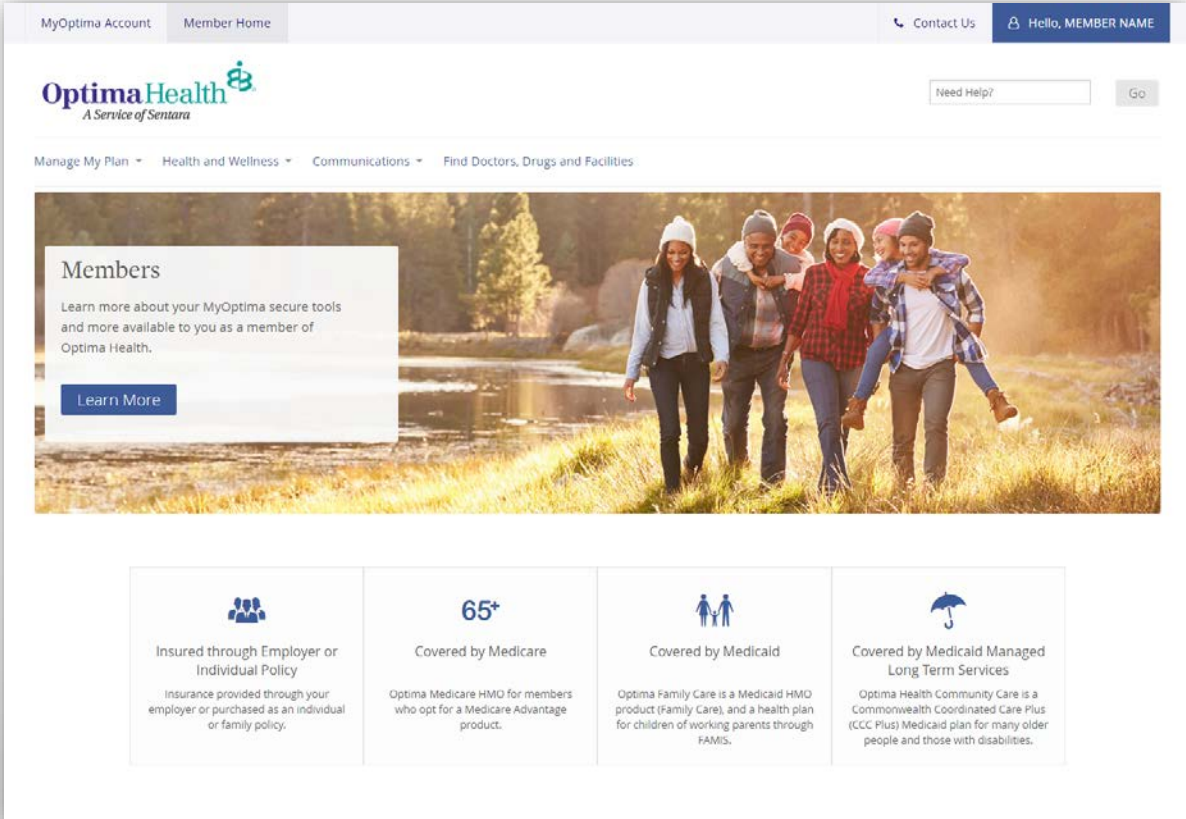 MyOptima Account Member Home Contact Us Hello, MEMBER NAME
Optima Health
A Service of Sentara
Need Help? Go
Manage My Plan Health and Wellness Communications Find Doctors, Drugs and Facilities
Members
Learn more about your MyOptima secure tools
and more available to you as a member of
Optima Health.
Learn More
Insured through Employer or
Individual Policy
Insurance provided through your
employer or purchased as an individual
or family policy.
65+
Covered by Medicare
Optima Medicare HMO for members
who opt for a Medicare Advantage
product.
Covered by Medicaid
Optima Family Care is a Medicaid HMO
product (Family Care), and a health plan
for children of working parents through
FAMIS.
Covered by Medicaid Managed
Long Term Services
Optima Health Community Care is a
Commonwealth Coordinated Care Plus
(CCC Plus) Medicaid plan for many older
people and those with disabilities.